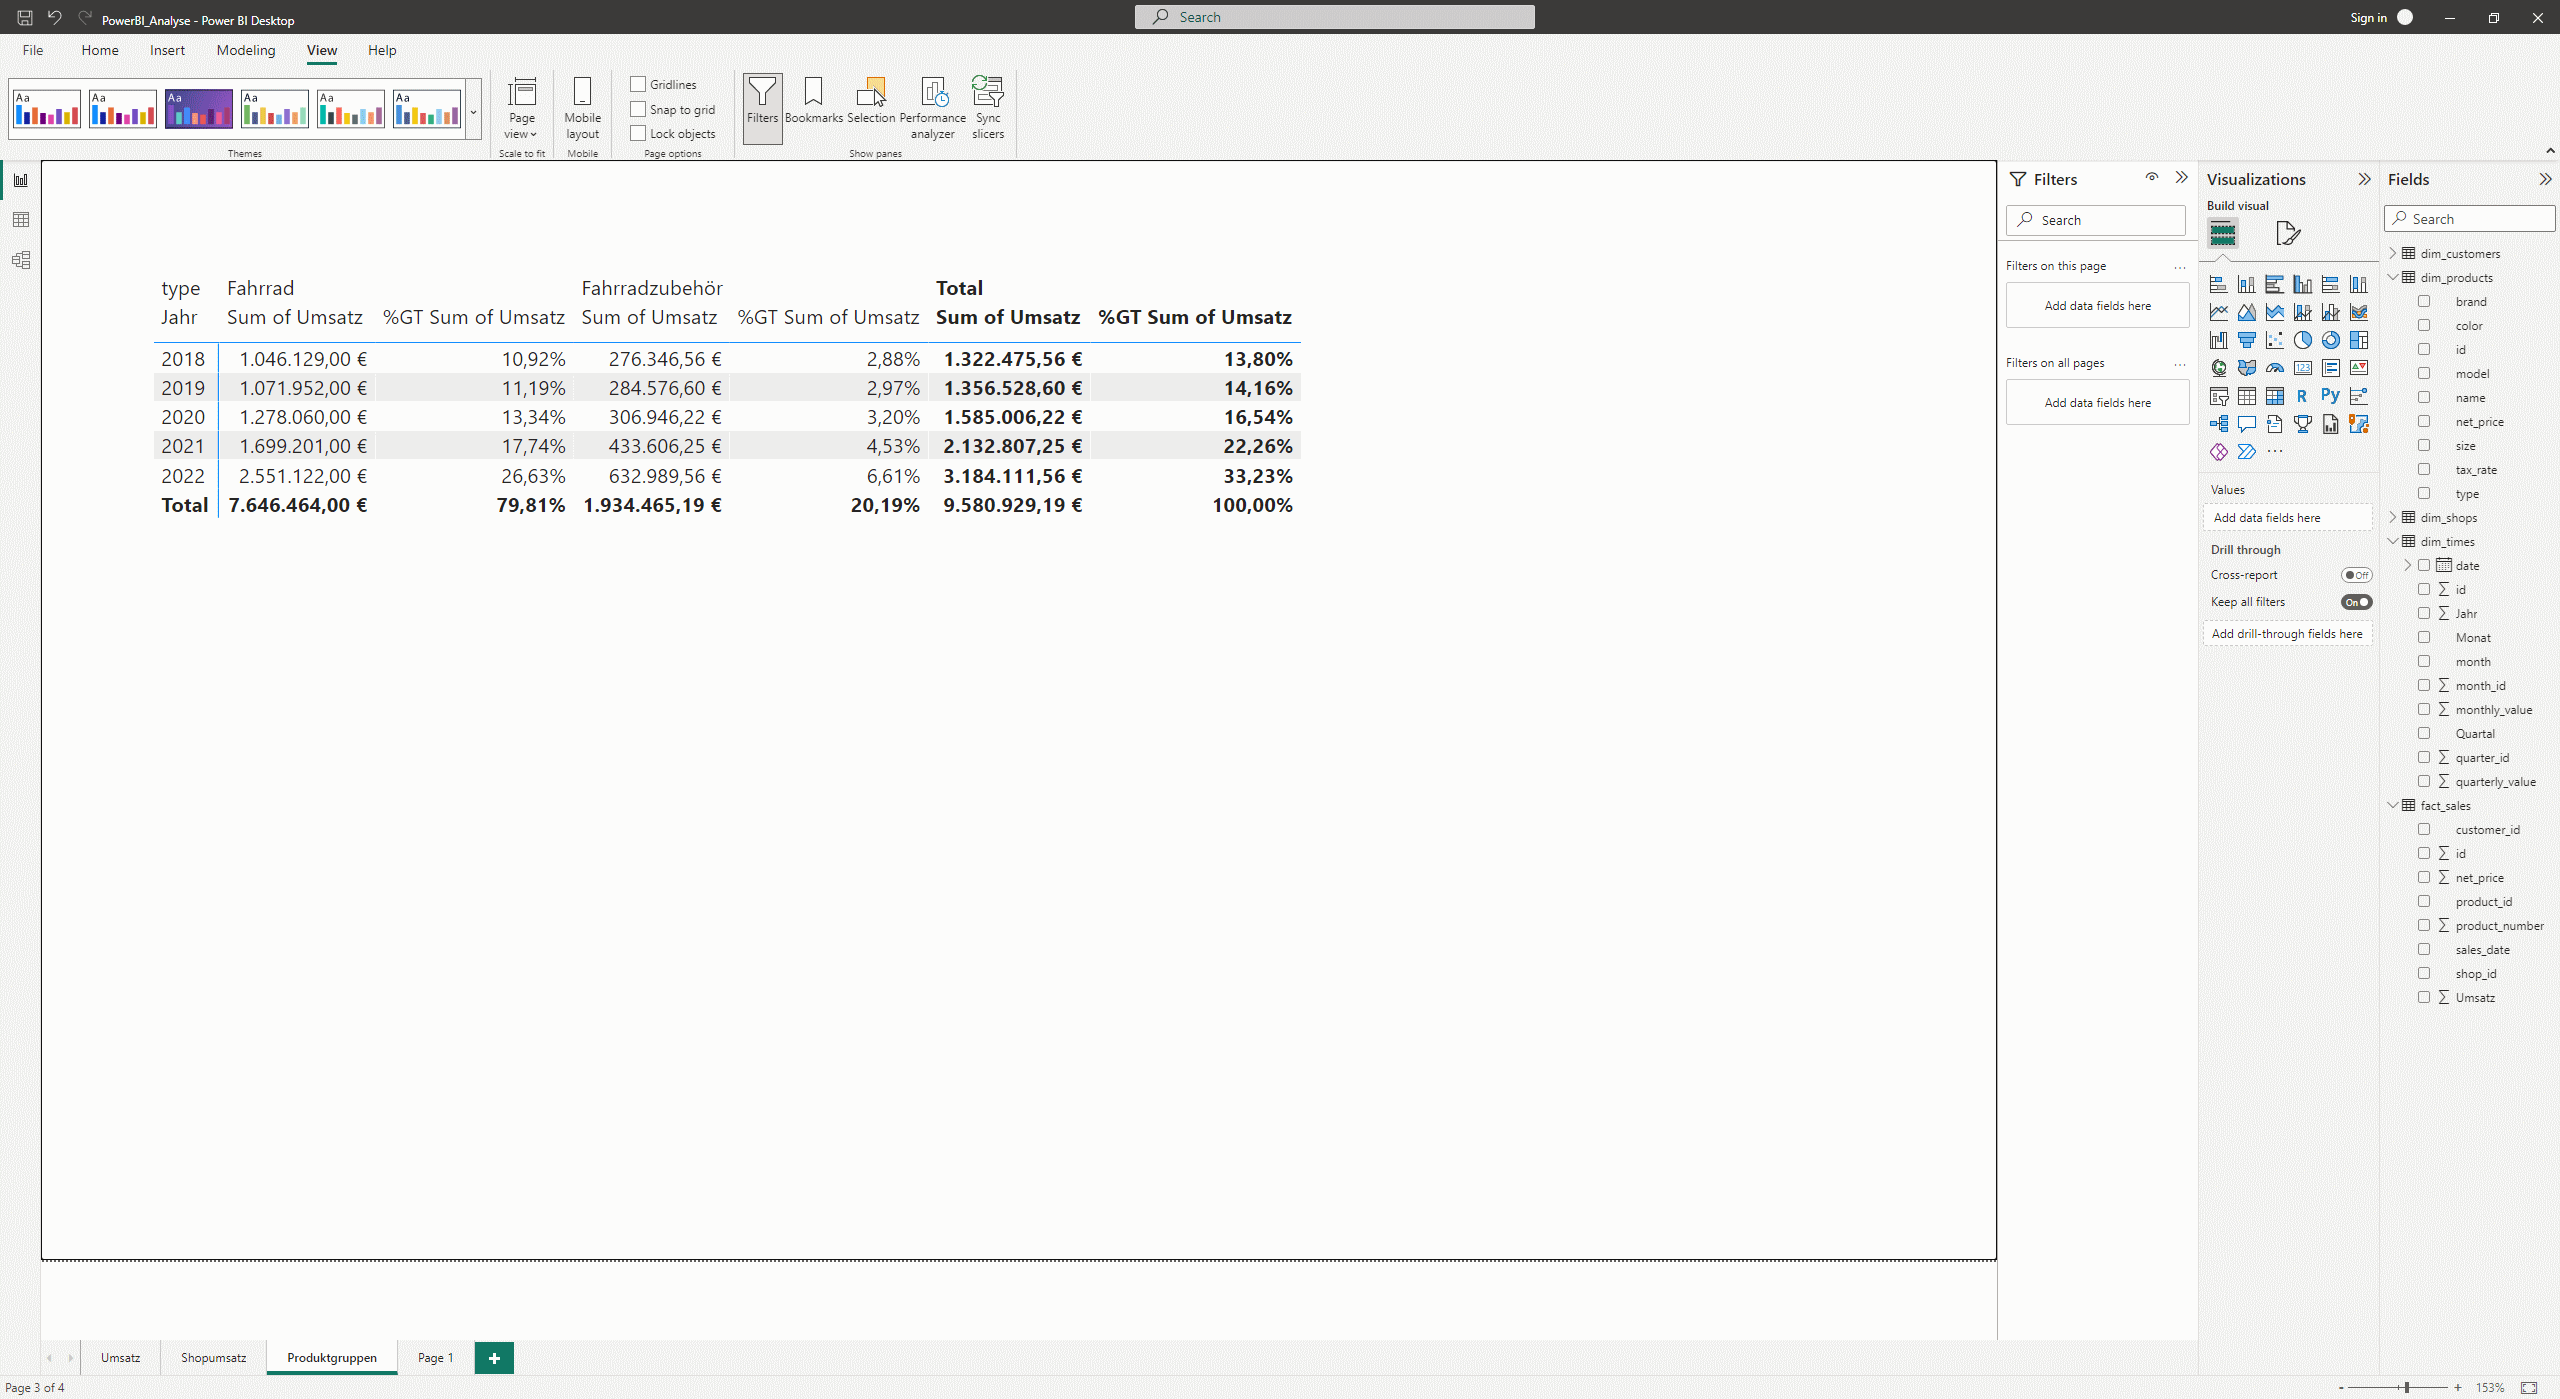 PowerBI_Analyse - Power BI Desktop
Search
Sign in
File Home Insert Modeling View Help
Aa Aa Aa Aa Aa Aa
Themes
Page view
Scale to fit
Mobile layout
Mobile
Gridlines
Snap to grid
Lock objects
Page options
Filters
Bookmarks
Selection
Performance analyzer
Sync slicers
Show panes
type Fahrrad Fahrradzubehör Total
Jahr Sum of Umsatz %GT Sum of Umsatz Sum of Umsatz %GT Sum of Umsatz Sum of Umsatz %GT Sum of Umsatz
2018 1.046.129,00 € 10,92% 276.346,56 € 2,88% 1.322.475,56 € 13,80%
2019 1.071.952,00 € 11,19% 284.576,60 € 2,97% 1.356.528,60 € 14,16%
2020 1.278.060,00 € 13,34% 306.946,22 € 3,20% 1.585.006,22 € 16,54%
2021 1.699.201,00 € 17,74% 433.606,25 € 4,53% 2.132.807,25 € 22,26%
2022 2.551.122,00 € 26,63% 632.989,56 € 6,61% 3.184.111,56 € 33,23%
Total 7.646.464,00 € 79,81% 1.934.465,19 € 20,19% 9.580.929,19 € 100,00%
Filters
Search
Filters on this page ...
Add data fields here
Filters on all pages ...
Add data fields here
Visualizations
Build visual
123
R Py
...
Values
Add data fields here
Drill through
Cross-report Off
Keep all filters On
Add drill-through fields here
Fields
Search
dim_customers
dim_products
brand
color
id
model
name
net_price
size
tax_rate
type
dim_shops
dim_times
date
∑ id
∑ Jahr
Monat
month
∑ month_id
∑ monthly_value
Quartal
∑ quarter_id
∑ quarterly_value
fact_sales
customer_id
∑ id
∑ net_price
product_id
∑ product_number
sales_date
shop_id
∑ Umsatz
Umsatz Shopumsatz Produktgruppen Page 1 +
Page 3 of 4
- + 153%